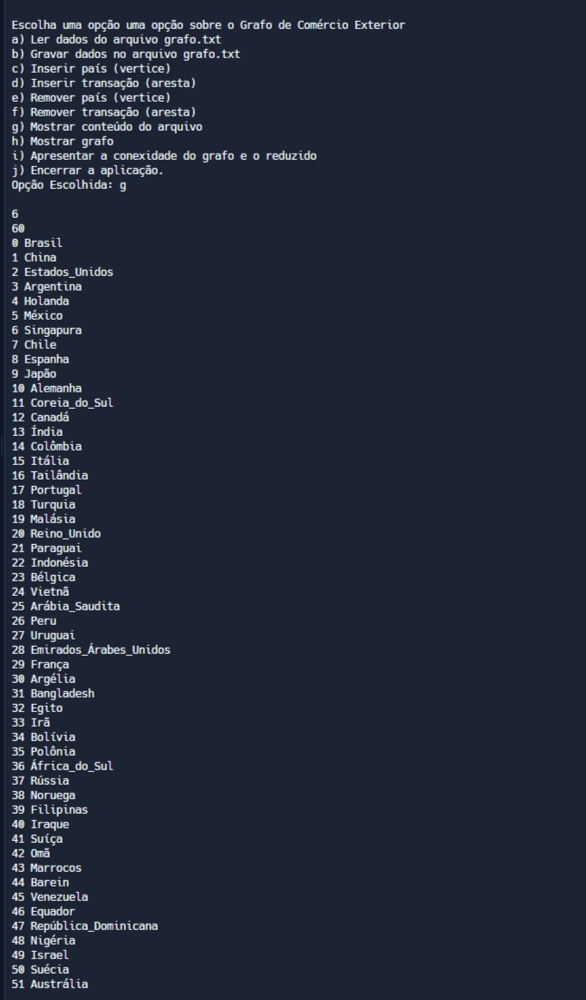 Escolha uma opção uma opção sobre o Grafo de Comércio Exterior
a) Ler dados do arquivo grafo.txt
b) Gravar dados no arquivo grafo.txt
c) Inserir país (vertice)
d) Inserir transação (aresta)
e) Remover país (vertice)
f) Remover transação (aresta)
g) Mostrar conteúdo do arquivo
h) Mostrar grafo
i) Apresentar a conexidade do grafo e o reduzido
j) Encerrar a aplicação.
Opção Escolhida: g
6
60
0 Brasil
1 China
2 Estados_Unidos
3 Argentina
4 Holanda
5 México
6 Singapura
7 Chile
8 Espanha
9 Japão
10 Alemanha
11 Coreia_do_Sul
12 Canadá
13 Índia
14 Colômbia
15 Itália
16 Tailândia
17 Portugal
18 Turquia
19 Malásia
20 Reino_Unido
21 Paraguai
22 Indonésia
23 Bélgica
24 Vietnã
25 Arábia_Saudita
26 Peru
27 Uruguai
28 Emirados_Árabes_Unidos
29 França
30 Argélia
31 Bangladesh
32 Egito
33 Irã
34 Bolívia
35 Polônia
36 África_do_Sul
37 Rússia
38 Noruega
39 Filipinas
40 Iraque
41 Suíça
42 Omã
43 Marrocos
44 Barein
45 Venezuela
46 Equador
47 República_Dominicana
48 Nigéria
49 Israel
50 Suécia
51 Austrália